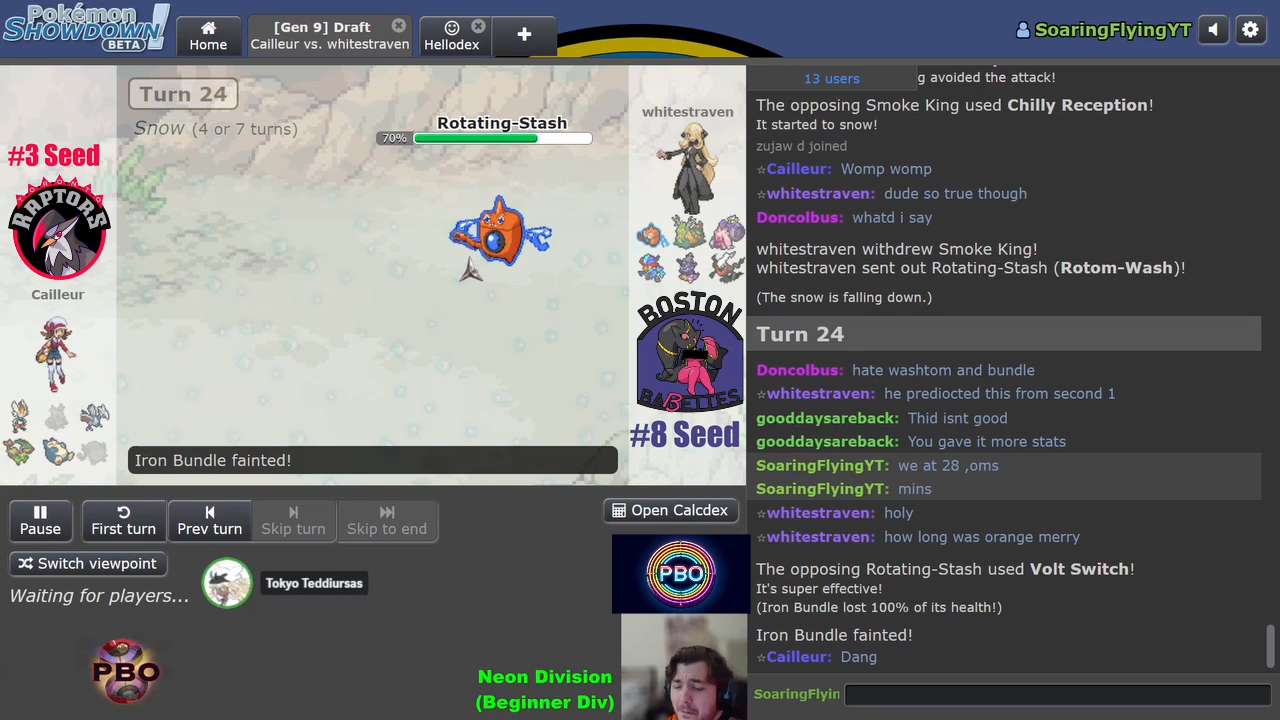 Pokémon
SHOWDOWN!
BETA
Home
[Gen 9] Draft
Cailleur vs. whitestraven
Hellodex
SoaringFlyingYT
Turn 24
Snow (4 or 7 turns)
Rotating-Stash
70%
#3 Seed
RAPTORS
Cailleur
whitestraven
BOSTON
BABETTES
#8 Seed
Iron Bundle fainted!
Pause
First turn
Prev turn
Skip turn
Skip to end
Open Calcdex
Switch viewpoint
Waiting for players...
Tokyo Teddiursas
PBO
PBO
Neon Division
(Beginner Div)
13 users
g avoided the attack!
The opposing Smoke King used Chilly Reception!
It started to snow!
zujaw d joined
☆Cailleur: Womp womp
☆whitestraven: dude so true though
Doncolbus: whatd i say
whitestraven withdrew Smoke King!
whitestraven sent out Rotating-Stash (Rotom-Wash)!
(The snow is falling down.)
Turn 24
Doncolbus: hate washtom and bundle
☆whitestraven: he prediocted this from second 1
gooddaysareback: Thid isnt good
gooddaysareback: You gave it more stats
SoaringFlyingYT: we at 28 ,oms
SoaringFlyingYT: mins
☆whitestraven: holy
☆whitestraven: how long was orange merry
The opposing Rotating-Stash used Volt Switch!
It's super effective!
(Iron Bundle lost 100% of its health!)
Iron Bundle fainted!
☆Cailleur: Dang
SoaringFlyin